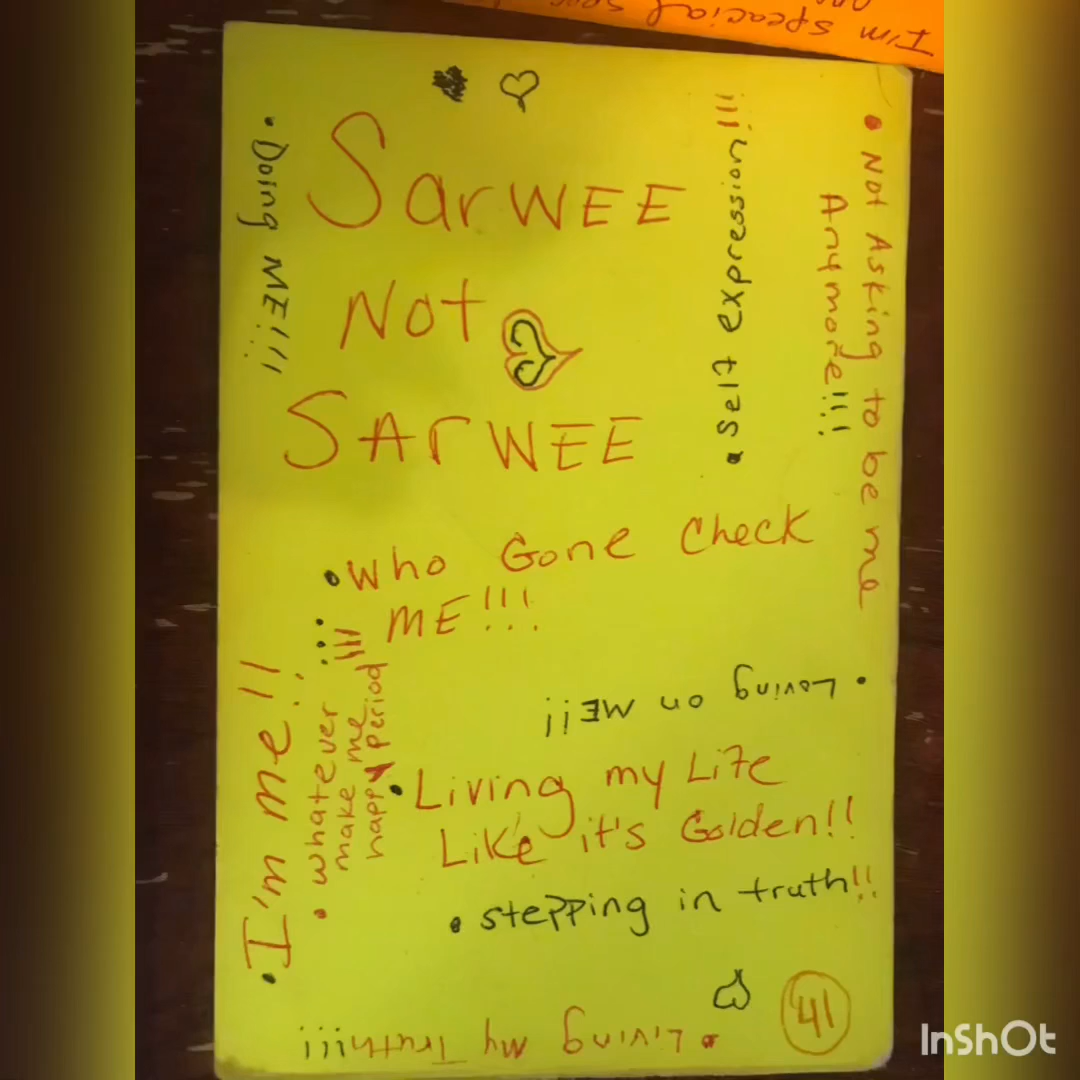 I'm speacial
SarWEE
Not
SArWEE
• Doing ME!!!!
• Self expression!!!
• Not Asking to be me
Anymore!!!!
• Who Gone Check
ME!!!
• I'm me!!
• whatever ...
make me !!!
happy period
• Loving on ME!!
• Living my Life
Like it's Golden!!
• stepping in truth!!
• Living My Truth!!!
41
InShOt